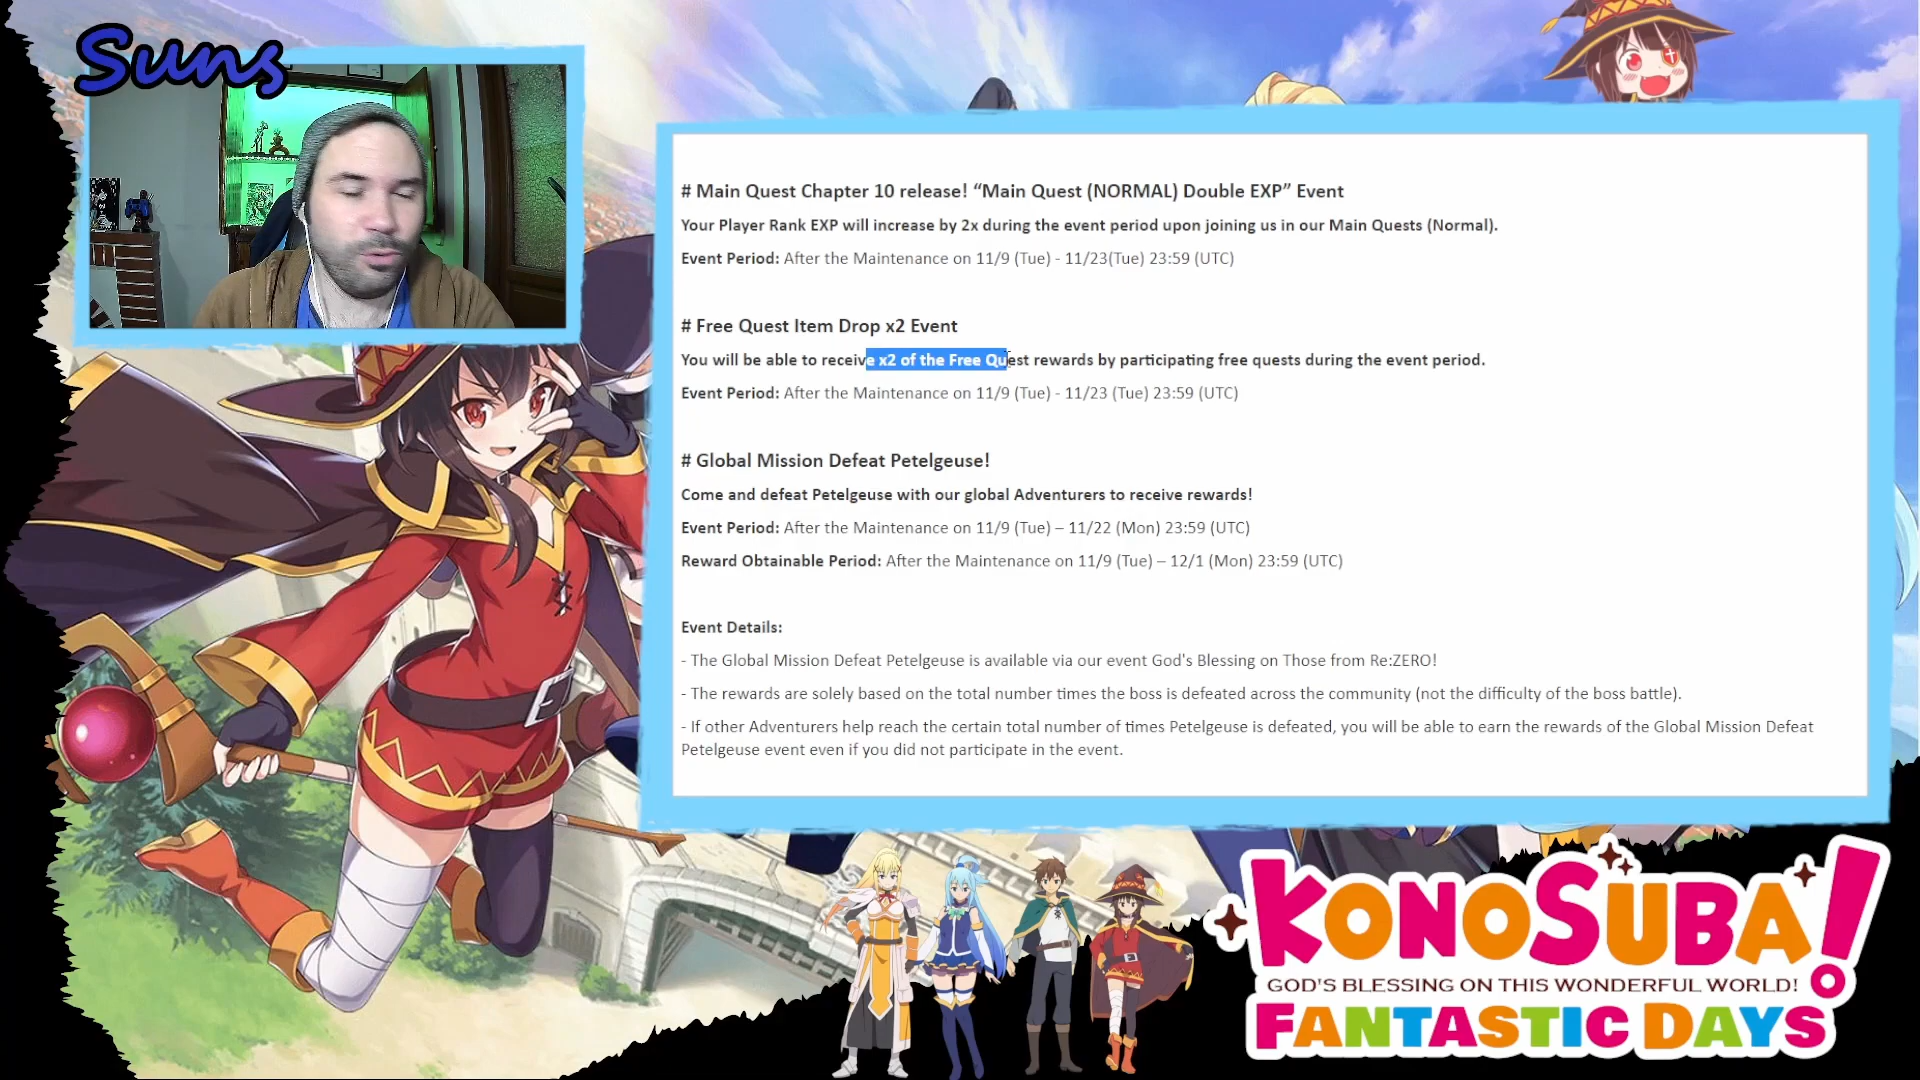 Suns
# Main Quest Chapter 10 release! “Main Quest (NORMAL) Double EXP” Event
Your Player Rank EXP will increase by 2x during the event period upon joining us in our Main Quests (Normal).
Event Period: After the Maintenance on 11/9 (Tue) - 11/23(Tue) 23:59 (UTC)
# Free Quest Item Drop x2 Event
You will be able to receive x2 of the Free Quest rewards by participating free quests during the event period.
Event Period: After the Maintenance on 11/9 (Tue) - 11/23 (Tue) 23:59 (UTC)
# Global Mission Defeat Petelgeuse!
Come and defeat Petelgeuse with our global Adventurers to receive rewards!
Event Period: After the Maintenance on 11/9 (Tue) – 11/22 (Mon) 23:59 (UTC)
Reward Obtainable Period: After the Maintenance on 11/9 (Tue) – 12/1 (Mon) 23:59 (UTC)
Event Details:
- The Global Mission Defeat Petelgeuse is available via our event God's Blessing on Those from Re:ZERO!
- The rewards are solely based on the total number times the boss is defeated across the community (not the difficulty of the boss battle).
- If other Adventurers help reach the certain total number of times Petelgeuse is defeated, you will be able to earn the rewards of the Global Mission Defeat
Petelgeuse event even if you did not participate in the event.
KONOSUBA!
GOD'S BLESSING ON THIS WONDERFUL WORLD!
FANTASTIC DAYS